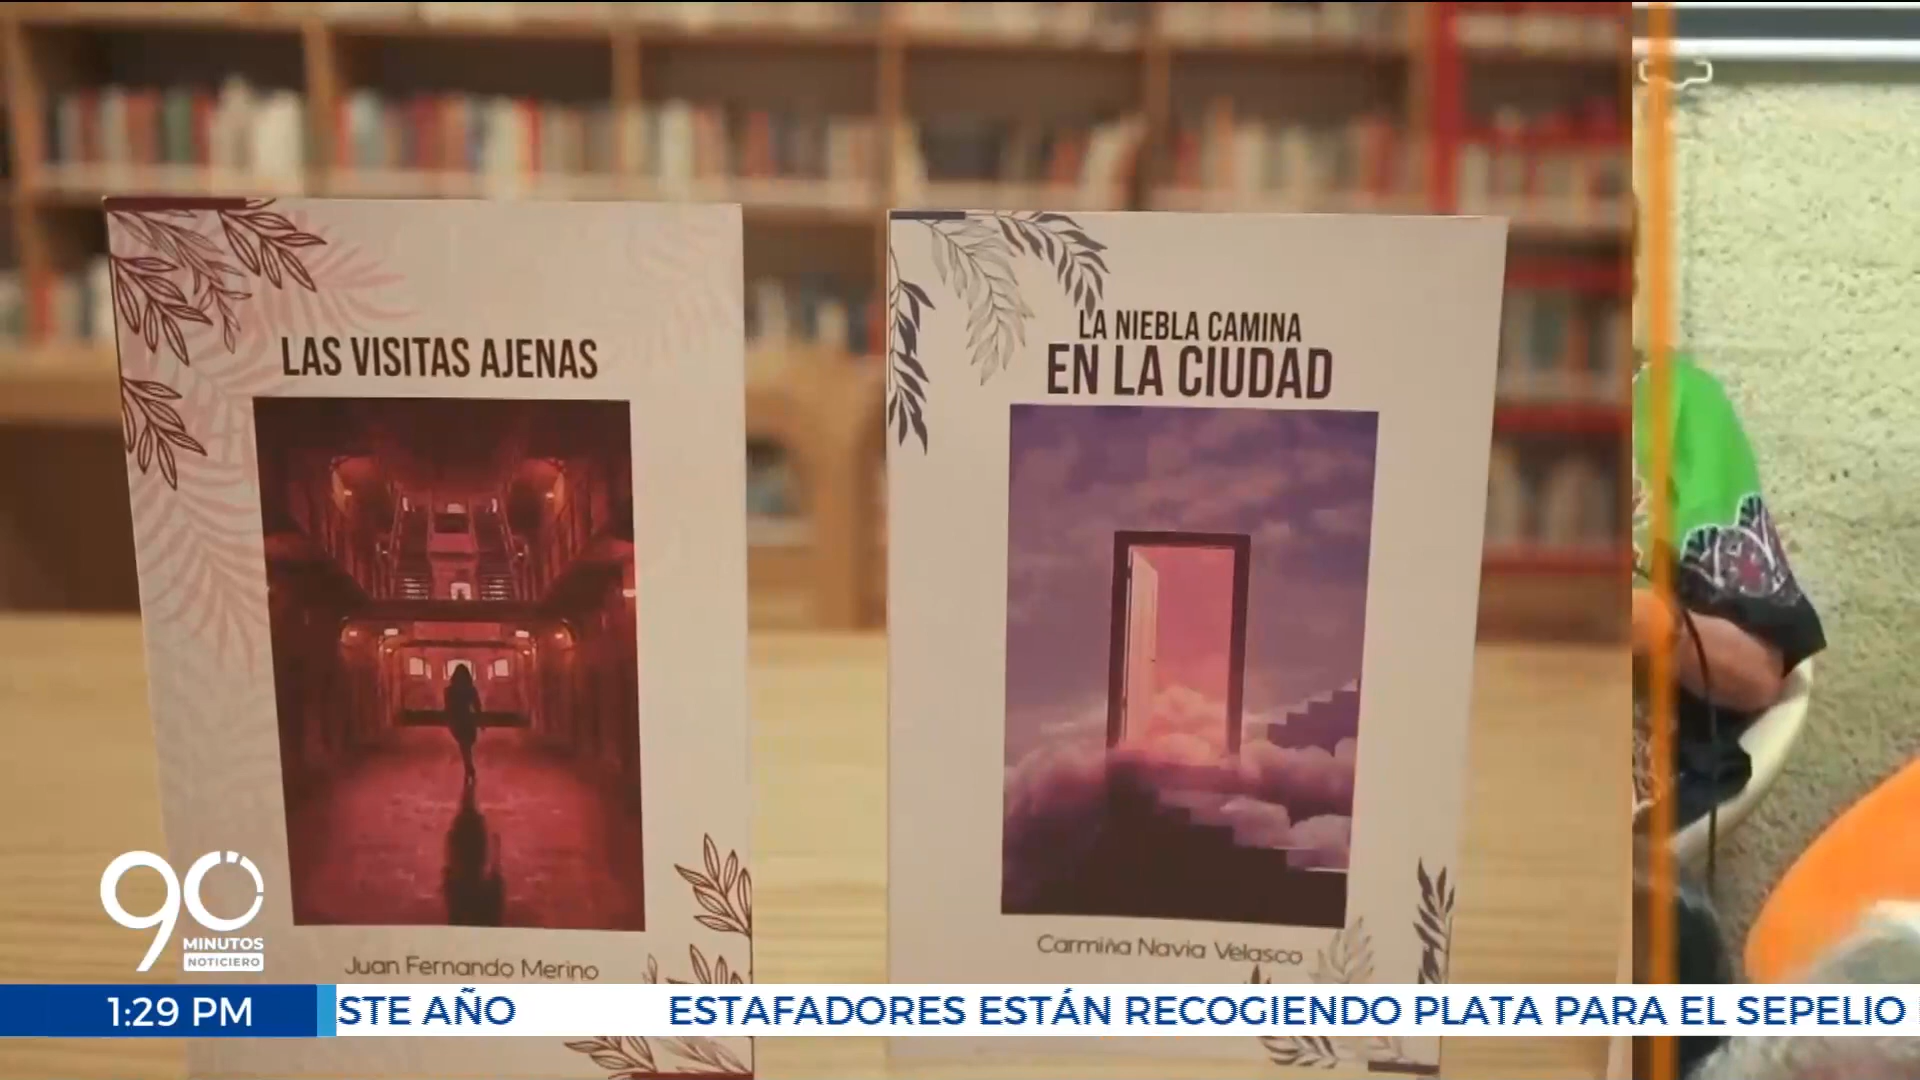 LAS VISITAS AJENAS
Juan Fernando Merino
LA NIEBLA CAMINA
EN LA CIUDAD
Carmiña Navia Velasco
90
MINUTOS
NOTICIERO
1:29 PM
STE AÑO ESTAFADORES ESTÁN RECOGIENDO PLATA PARA EL SEPELIO